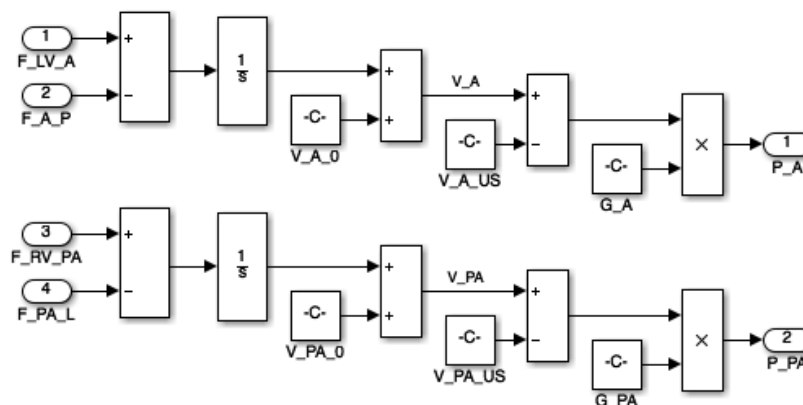 1
F_LV_A
2
F_A_P
+
−
1
s
-C-
V_A_0
+
+
V_A
-C-
V_A_US
+
−
-C-
G_A
×
1
P_A
3
F_RV_PA
4
F_PA_L
+
−
1
s
-C-
V_PA_0
+
+
V_PA
-C-
V_PA_US
+
−
-C-
G_PA
×
2
P_PA